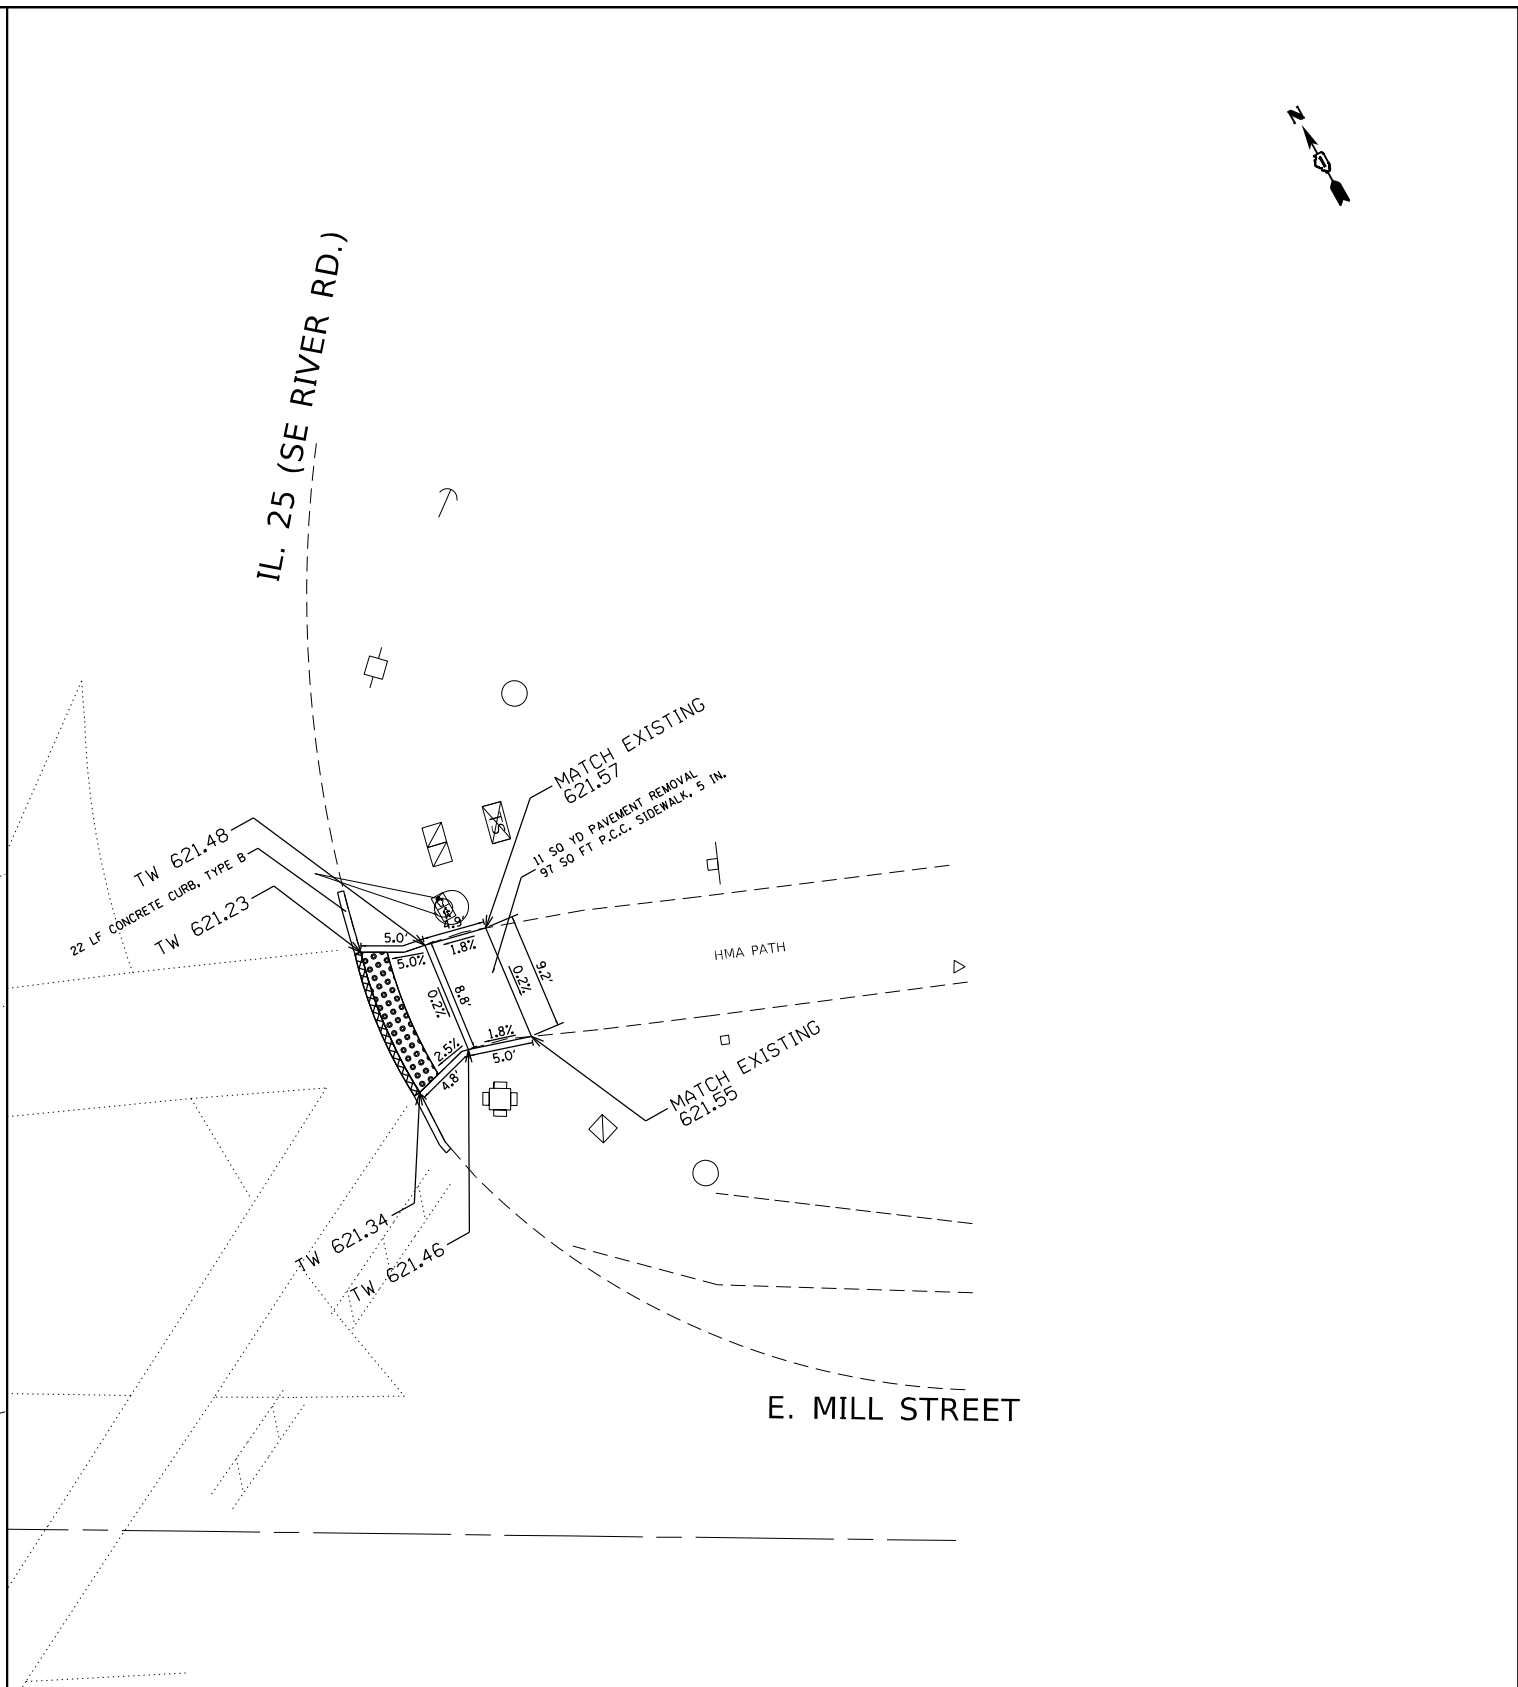 N
IL. 25 (SE RIVER RD.)
MATCH EXISTING
621.57
11 SQ YD PAVEMENT REMOVAL
97 SQ FT P.C.C. SIDEWALK, 5 IN.
TS
TW 621.48
22 LF CONCRETE CURB, TYPE B
TW 621.23
5.0'
4.9'
5.0%
1.8%
0.2%
8.8'
0.2%
9.2'
HMA PATH
1.8%
2.5%
5.0'
4.8'
MATCH EXISTING
621.55
TW 621.34
TW 621.46
E. MILL STREET